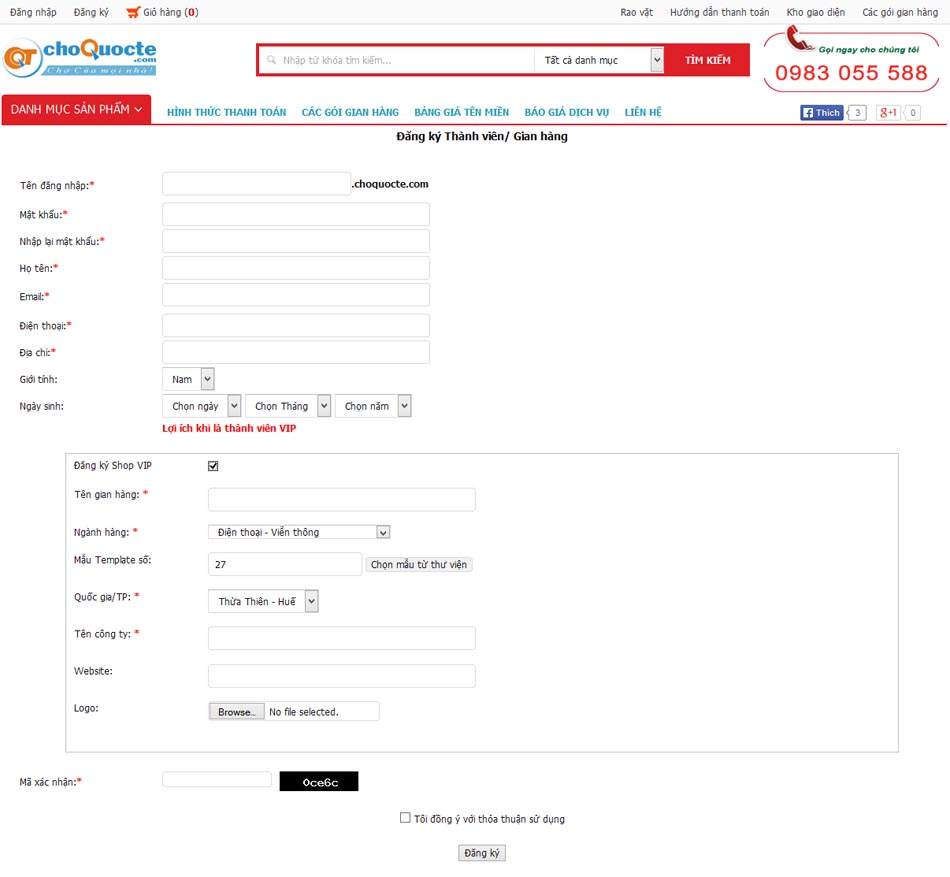 Đăng nhập Đăng ký Giỏ hàng (0) Rao vặt Hướng dẫn thanh toán Kho giao diện Các gói gian hàng
QT choQuocte
.com
Chợ Của mọi nhà!
Nhập từ khóa tìm kiếm... Tất cả danh mục TÌM KIẾM
Gọi ngay cho chúng tôi
0983 055 588
DANH MỤC SẢN PHẨM HÌNH THỨC THANH TOÁN CÁC GÓI GIAN HÀNG BẢNG GIÁ TÊN MIỀN BÁO GIÁ DỊCH VỤ LIÊN HỆ Thích 3 g+1 0
Đăng ký Thành viên/ Gian hàng
Tên đăng nhập:* .choquocte.com
Mật khẩu:*
Nhập lại mật khẩu:*
Họ tên:*
Email:*
Điện thoại:*
Địa chỉ:*
Giới tính: Nam
Ngày sinh: Chọn ngày Chọn Tháng Chọn năm
Lợi ích khi là thành viên VIP
Đăng ký Shop VIP
Tên gian hàng: *
Ngành hàng: * Điện thoại - Viễn thông
Mẫu Template số: 27 Chọn mẫu từ thư viện
Quốc gia/TP: * Thừa Thiên - Huế
Tên công ty: *
Website:
Logo: Browse... No file selected.
Mã xác nhận:* 0ce6c
Tôi đồng ý với thỏa thuận sử dụng
Đăng ký